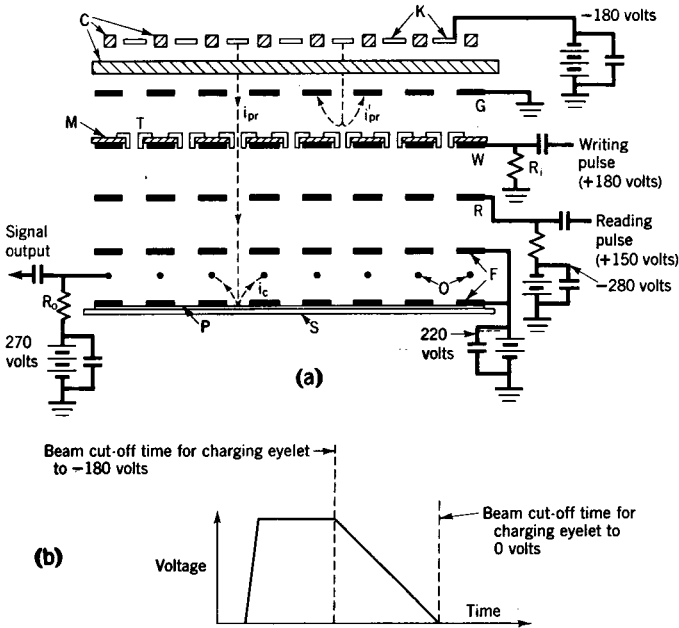 C
K
−180 volts
G
i_pr
i'_pr
M
T
W
R_i
Writing
pulse
(+180 volts)
R
Reading
pulse
(+150 volts)
Signal
output
F
O
−280 volts
R_o
i_c
P
S
270
volts
220
volts
(a)
Beam cut-off time for charging eyelet
to −180 volts
(b)
Voltage
Beam cut-off time for
charging eyelet to
0 volts
Time